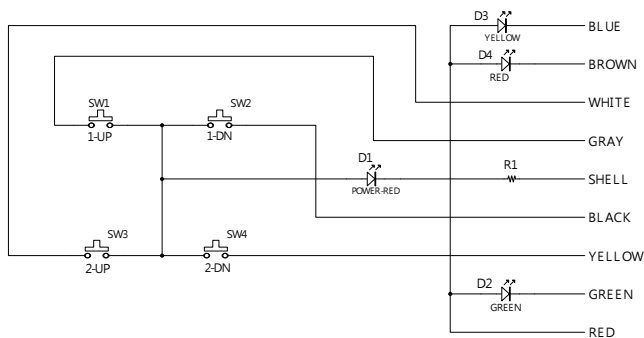 D3
BLUE
YELLOW
D4
BROWN
RED
WHITE
SW1
SW2
1-UP
1-DN
GRAY
D1
R1
SHELL
POWER-RED
BLACK
SW3
SW4
2-UP
2-DN
YELLOW
D2
GREEN
GREEN
RED